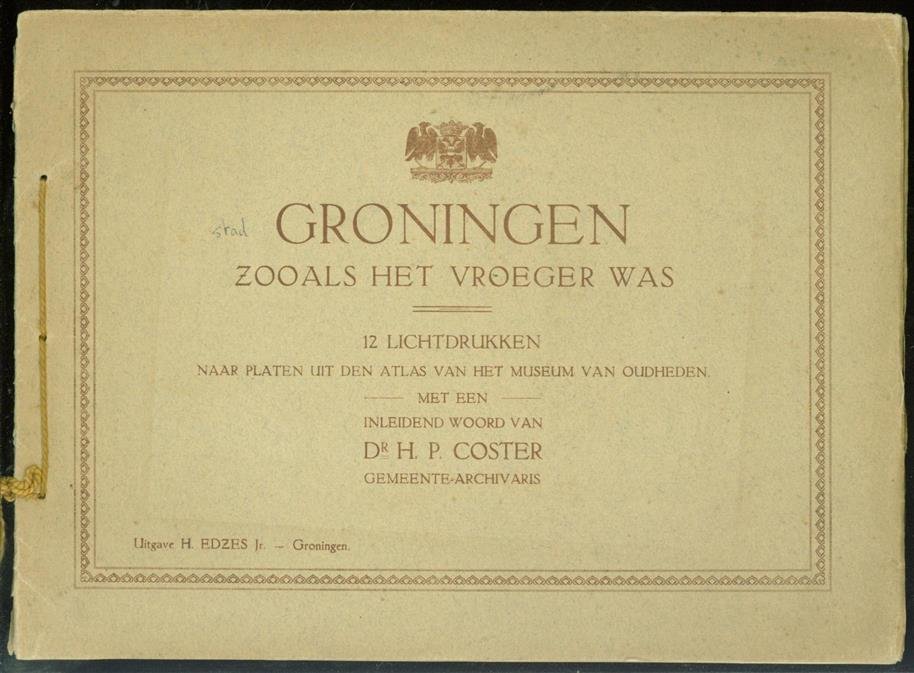 stad GRONINGEN
ZOOALS HET VROEGER WAS
12 LICHTDRUKKEN
NAAR PLATEN UIT DEN ATLAS VAN HET MUSEUM VAN OUDHEDEN.
MET EEN
INLEIDEND WOORD VAN
DR H. P. COSTER
GEMEENTE-ARCHIVARIS
Uitgave H. EDZES Jr. — Groningen.